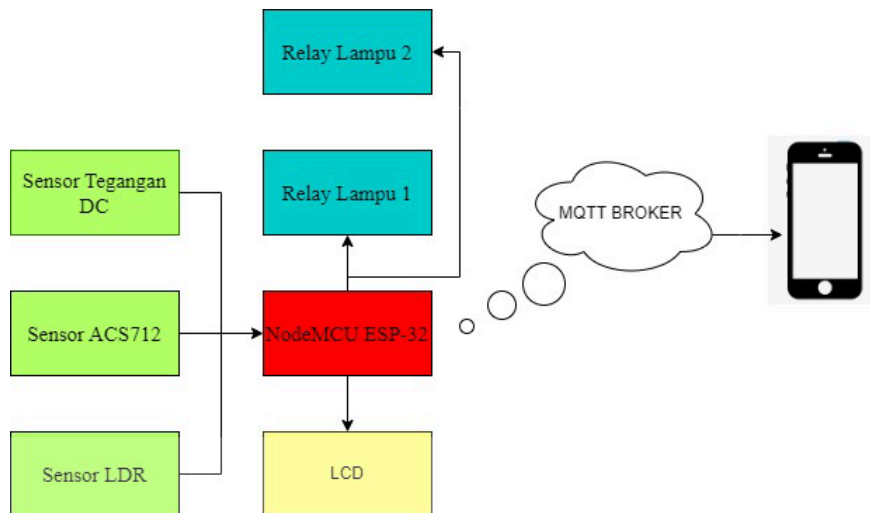 Relay Lampu 2
Sensor Tegangan
DC
Relay Lampu 1
MQTT BROKER
Sensor ACS712
NodeMCU ESP-32
Sensor LDR
LCD